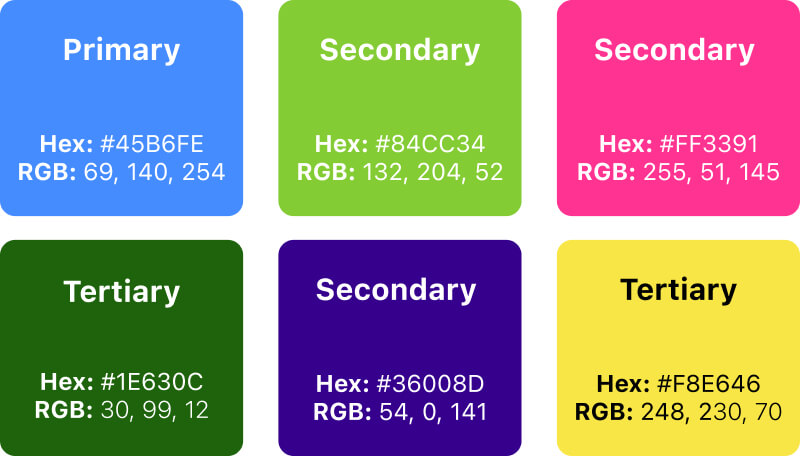 Primary
Hex: #45B6FE
RGB: 69, 140, 254
Secondary
Hex: #84CC34
RGB: 132, 204, 52
Secondary
Hex: #FF3391
RGB: 255, 51, 145
Tertiary
Hex: #1E630C
RGB: 30, 99, 12
Secondary
Hex: #36008D
RGB: 54, 0, 141
Tertiary
Hex: #F8E646
RGB: 248, 230, 70